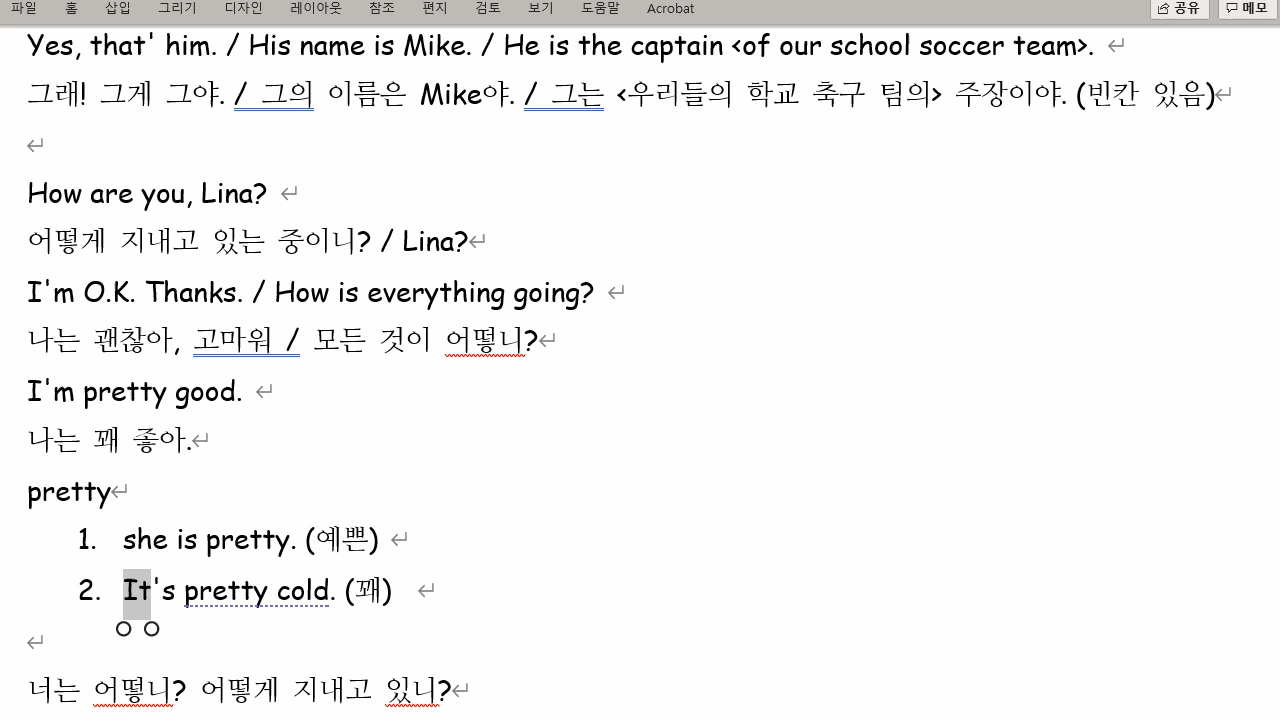 파일 홈 삽입 그리기 디자인 레이아웃 참조 편지 검토 보기 도움말 Acrobat 공유 메모
Yes, that' him. / His name is Mike. / He is the captain <of our school soccer team>.
그래! 그게 그야. / 그의 이름은 Mike야. / 그는 <우리들의 학교 축구 팀의> 주장이야. (빈칸 있음)
How are you, Lina?
어떻게 지내고 있는 중이니? / Lina?
I'm O.K. Thanks. / How is everything going?
나는 괜찮아, 고마워 / 모든 것이 어떻니?
I'm pretty good.
나는 꽤 좋아.
pretty
1. she is pretty. (예쁜)
2. It's pretty cold. (꽤)
너는 어떻니? 어떻게 지내고 있니?